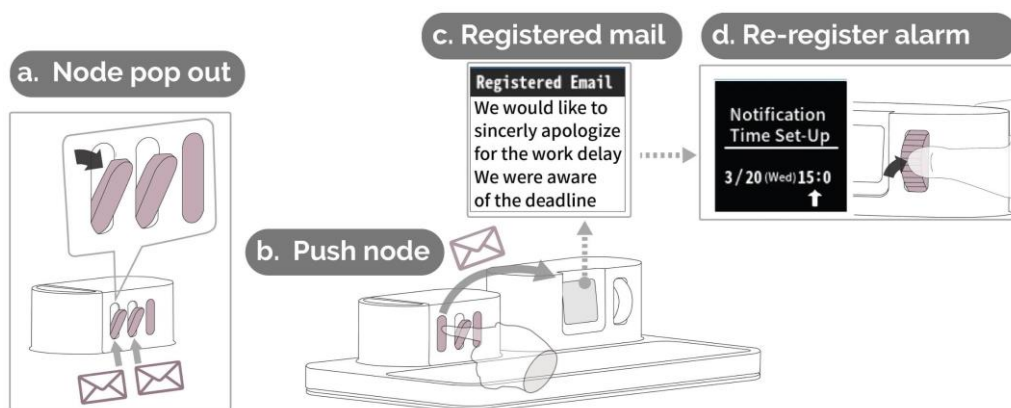 a. Node pop out
b. Push node
c. Registered mail
Registered Email
We would like to
sincerly apologize
for the work delay
We were aware
of the deadline
d. Re-register alarm
Notification
Time Set-Up
3/20 (Wed) 15:0